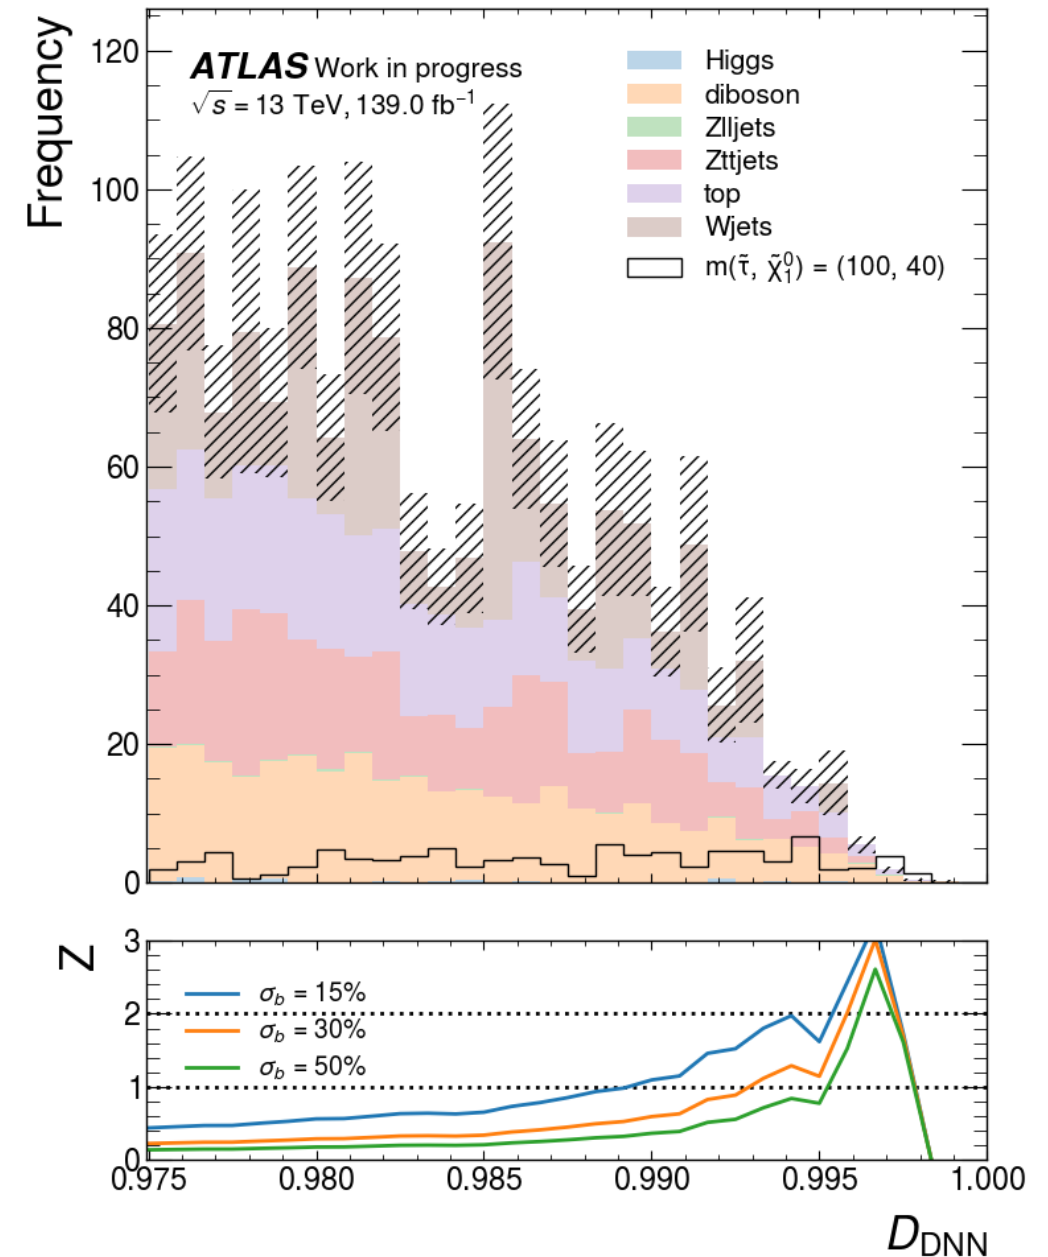 Frequency
120
100
80
60
40
20
0
ATLAS Work in progress
√s = 13 TeV, 139.0 fb⁻¹
Higgs
diboson
Zlljets
Zttjets
top
Wjets
m(τ̃, χ̃₁⁰) = (100, 40)
Z
3
2
1
0
σ_b = 15%
σ_b = 30%
σ_b = 50%
0.975 0.980 0.985 0.990 0.995 1.000
D_DNN